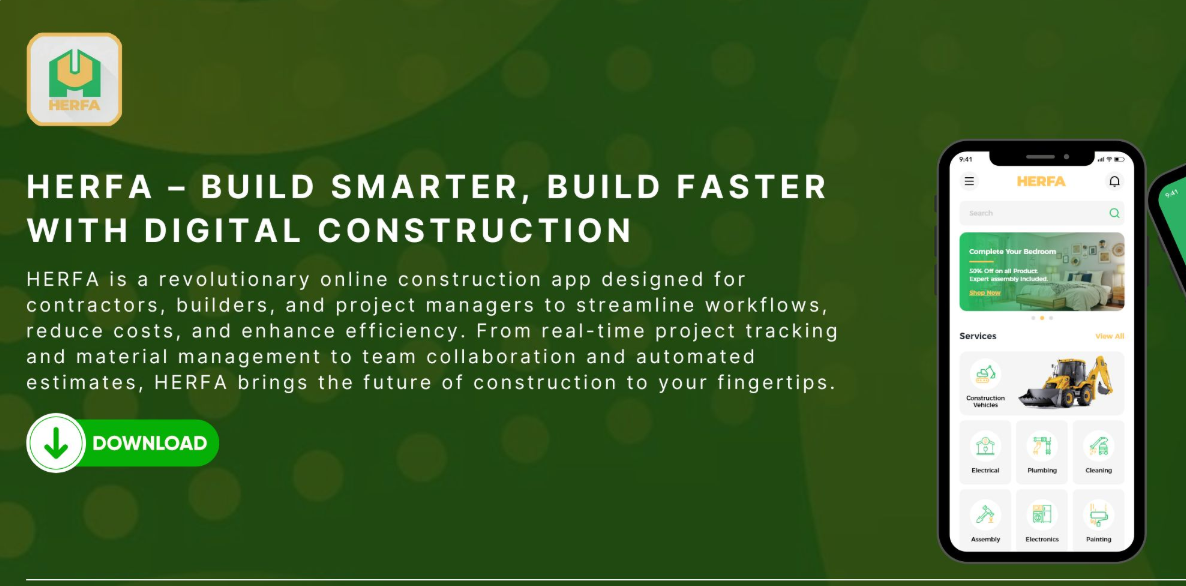 HERFA
HERFA – BUILD SMARTER, BUILD FASTER
WITH DIGITAL CONSTRUCTION
HERFA is a revolutionary online construction app designed for
contractors, builders, and project managers to streamline workflows,
reduce costs, and enhance efficiency. From real-time project tracking
and material management to team collaboration and automated
estimates, HERFA brings the future of construction to your fingertips.
DOWNLOAD
9:41
HERFA
Search
Complete Your Bedroom
50% Off on all Product.
Expert assembly Included.
Shop Now
Services
View All
Construction
Vehicles
Electrical
Plumbing
Cleaning
Assembly
Electronics
Painting
9:41